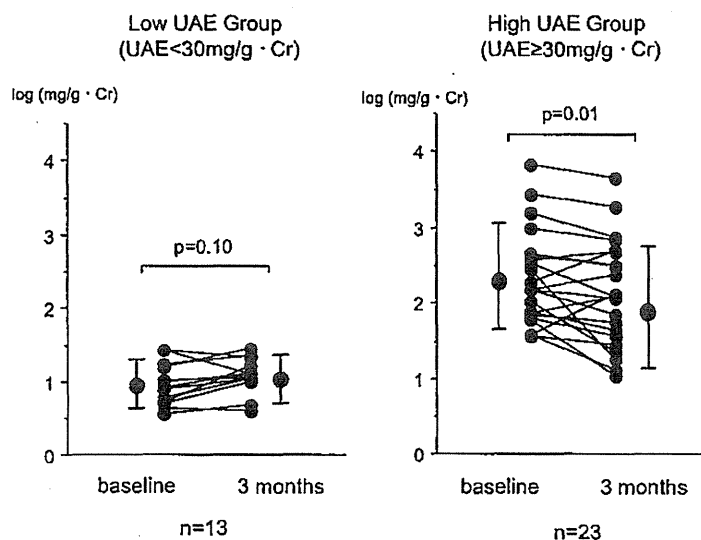 Low UAE Group
(UAE<30mg/g・Cr)
log (mg/g・Cr)
4
3
2
1
0
p=0.10
baseline
3 months
n=13
High UAE Group
(UAE≥30mg/g・Cr)
log (mg/g・Cr)
4
3
2
1
0
p=0.01
baseline
3 months
n=23